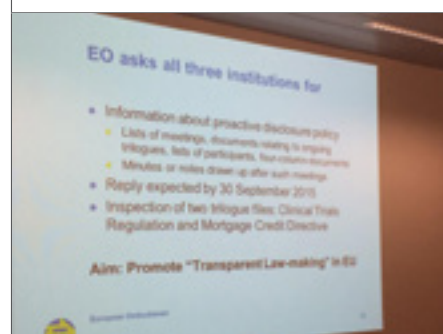 EO asks all three institutions for
Information about proactive disclosure policy
Lists of meetings, documents relating to ongoing
trilogues, lists of participants, four-column documents
Minutes or notes drawn up after such meetings
Reply expected by 30 September 2015
Inspection of two trilogue files: Clinical Trials
Regulation and Mortgage Credit Directive
Aim: Promote "Transparent Law-making" in EU
European Ombudsman